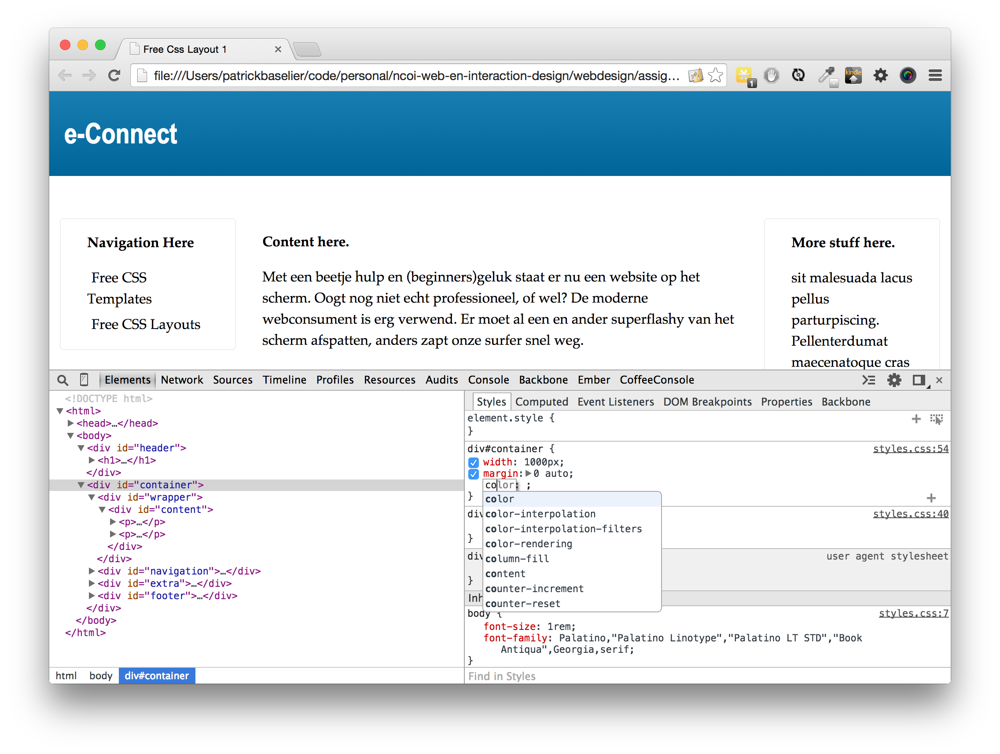 Free Css Layout 1
file:///Users/patrickbaselier/code/personal/ncoi-web-en-interaction-design/webdesign/assig...
1
kindle
e-Connect
Navigation Here
Free CSS
Templates
Free CSS Layouts
Content here.
Met een beetje hulp en (beginners)geluk staat er nu een website op het
scherm. Oogt nog niet echt professioneel, of wel? De moderne
webconsument is erg verwend. Er moet al een en ander superflashy van het
scherm afspatten, anders zapt onze surfer snel weg.
More stuff here.
sit malesuada lacus
pellus
parturpiscing.
Pellenterdumat
maecenatoque cras
Elements Network Sources Timeline Profiles Resources Audits Console Backbone Ember CoffeeConsole
<!DOCTYPE html>
<html>
<head>…</head>
<body>
<div id="header">
<h1>…</h1>
</div>
<div id="container">
<div id="wrapper">
<div id="content">
<p>…</p>
<p>…</p>
</div>
</div>
<div id="navigation">…</div>
<div id="extra">…</div>
<div id="footer">…</div>
</div>
</body>
</html>
html body div#container
Styles Computed Event Listeners DOM Breakpoints Properties Backbone
element.style {
}
div#container { styles.css:54
width: 1000px;
margin: 0 auto;
color: ;
}
color
color-interpolation
color-interpolation-filters
color-rendering
column-fill
content
counter-increment
counter-reset
div styles.css:40
}
div user agent stylesheet
}
Inh
body { styles.css:7
font-size: 1rem;
font-family: Palatino,"Palatino Linotype","Palatino LT STD","Book
Antiqua",Georgia,serif;
}
Find in Styles